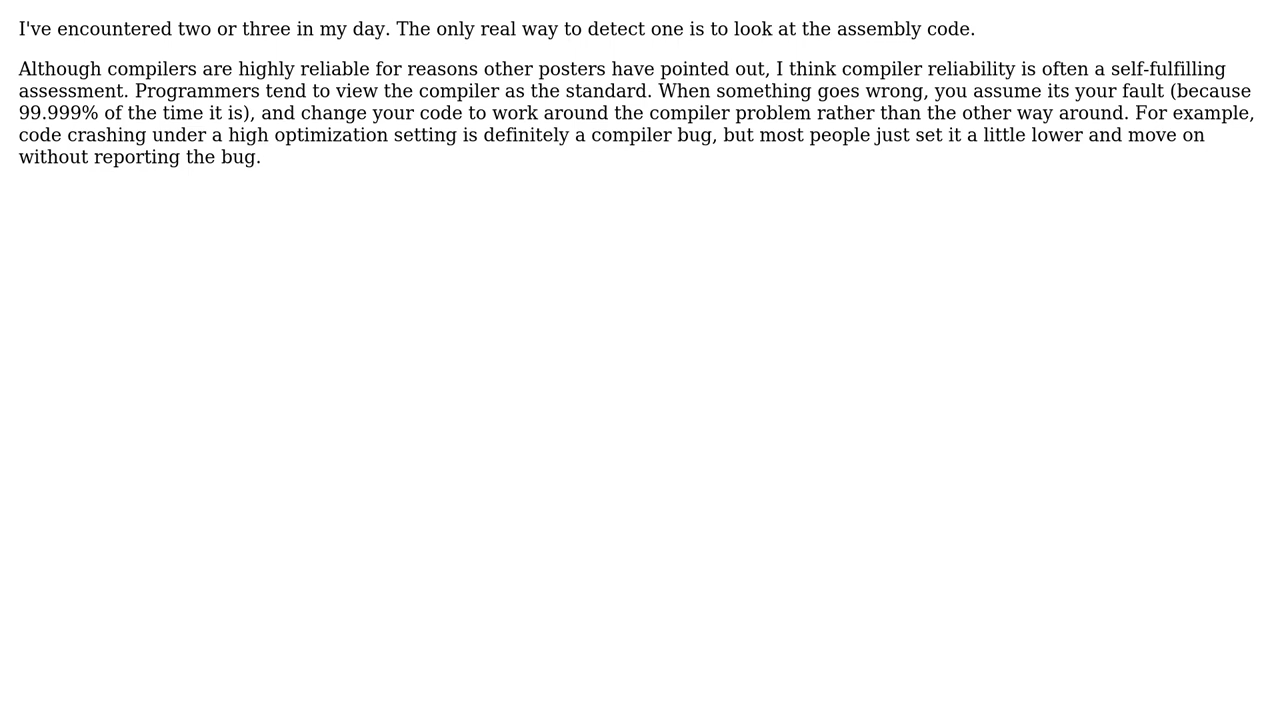 I've encountered two or three in my day. The only real way to detect one is to look at the assembly code.
Although compilers are highly reliable for reasons other posters have pointed out, I think compiler reliability is often a self-fulfilling
assessment. Programmers tend to view the compiler as the standard. When something goes wrong, you assume its your fault (because
99.999% of the time it is), and change your code to work around the compiler problem rather than the other way around. For example,
code crashing under a high optimization setting is definitely a compiler bug, but most people just set it a little lower and move on
without reporting the bug.